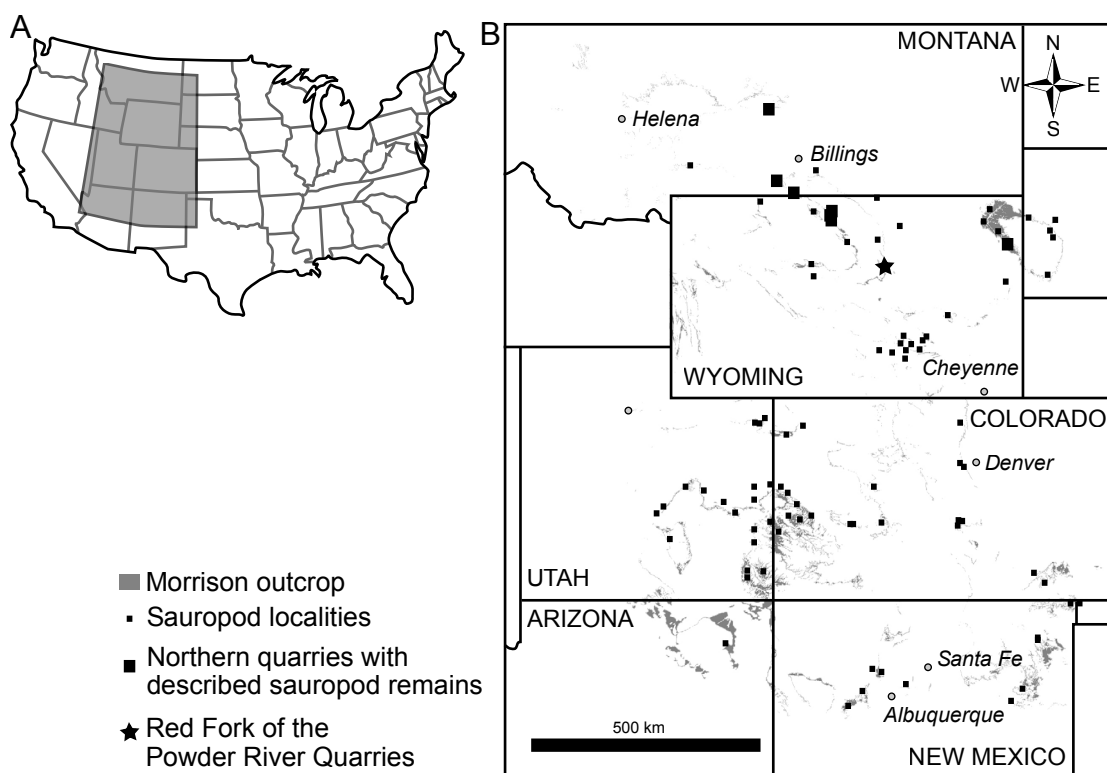 A
B
MONTANA
N
W E
S
Helena
Billings
WYOMING
Cheyenne
COLORADO
Denver
UTAH
ARIZONA
Santa Fe
Albuquerque
NEW MEXICO
500 km
Morrison outcrop
Sauropod localities
Northern quarries with
described sauropod remains
Red Fork of the
Powder River Quarries